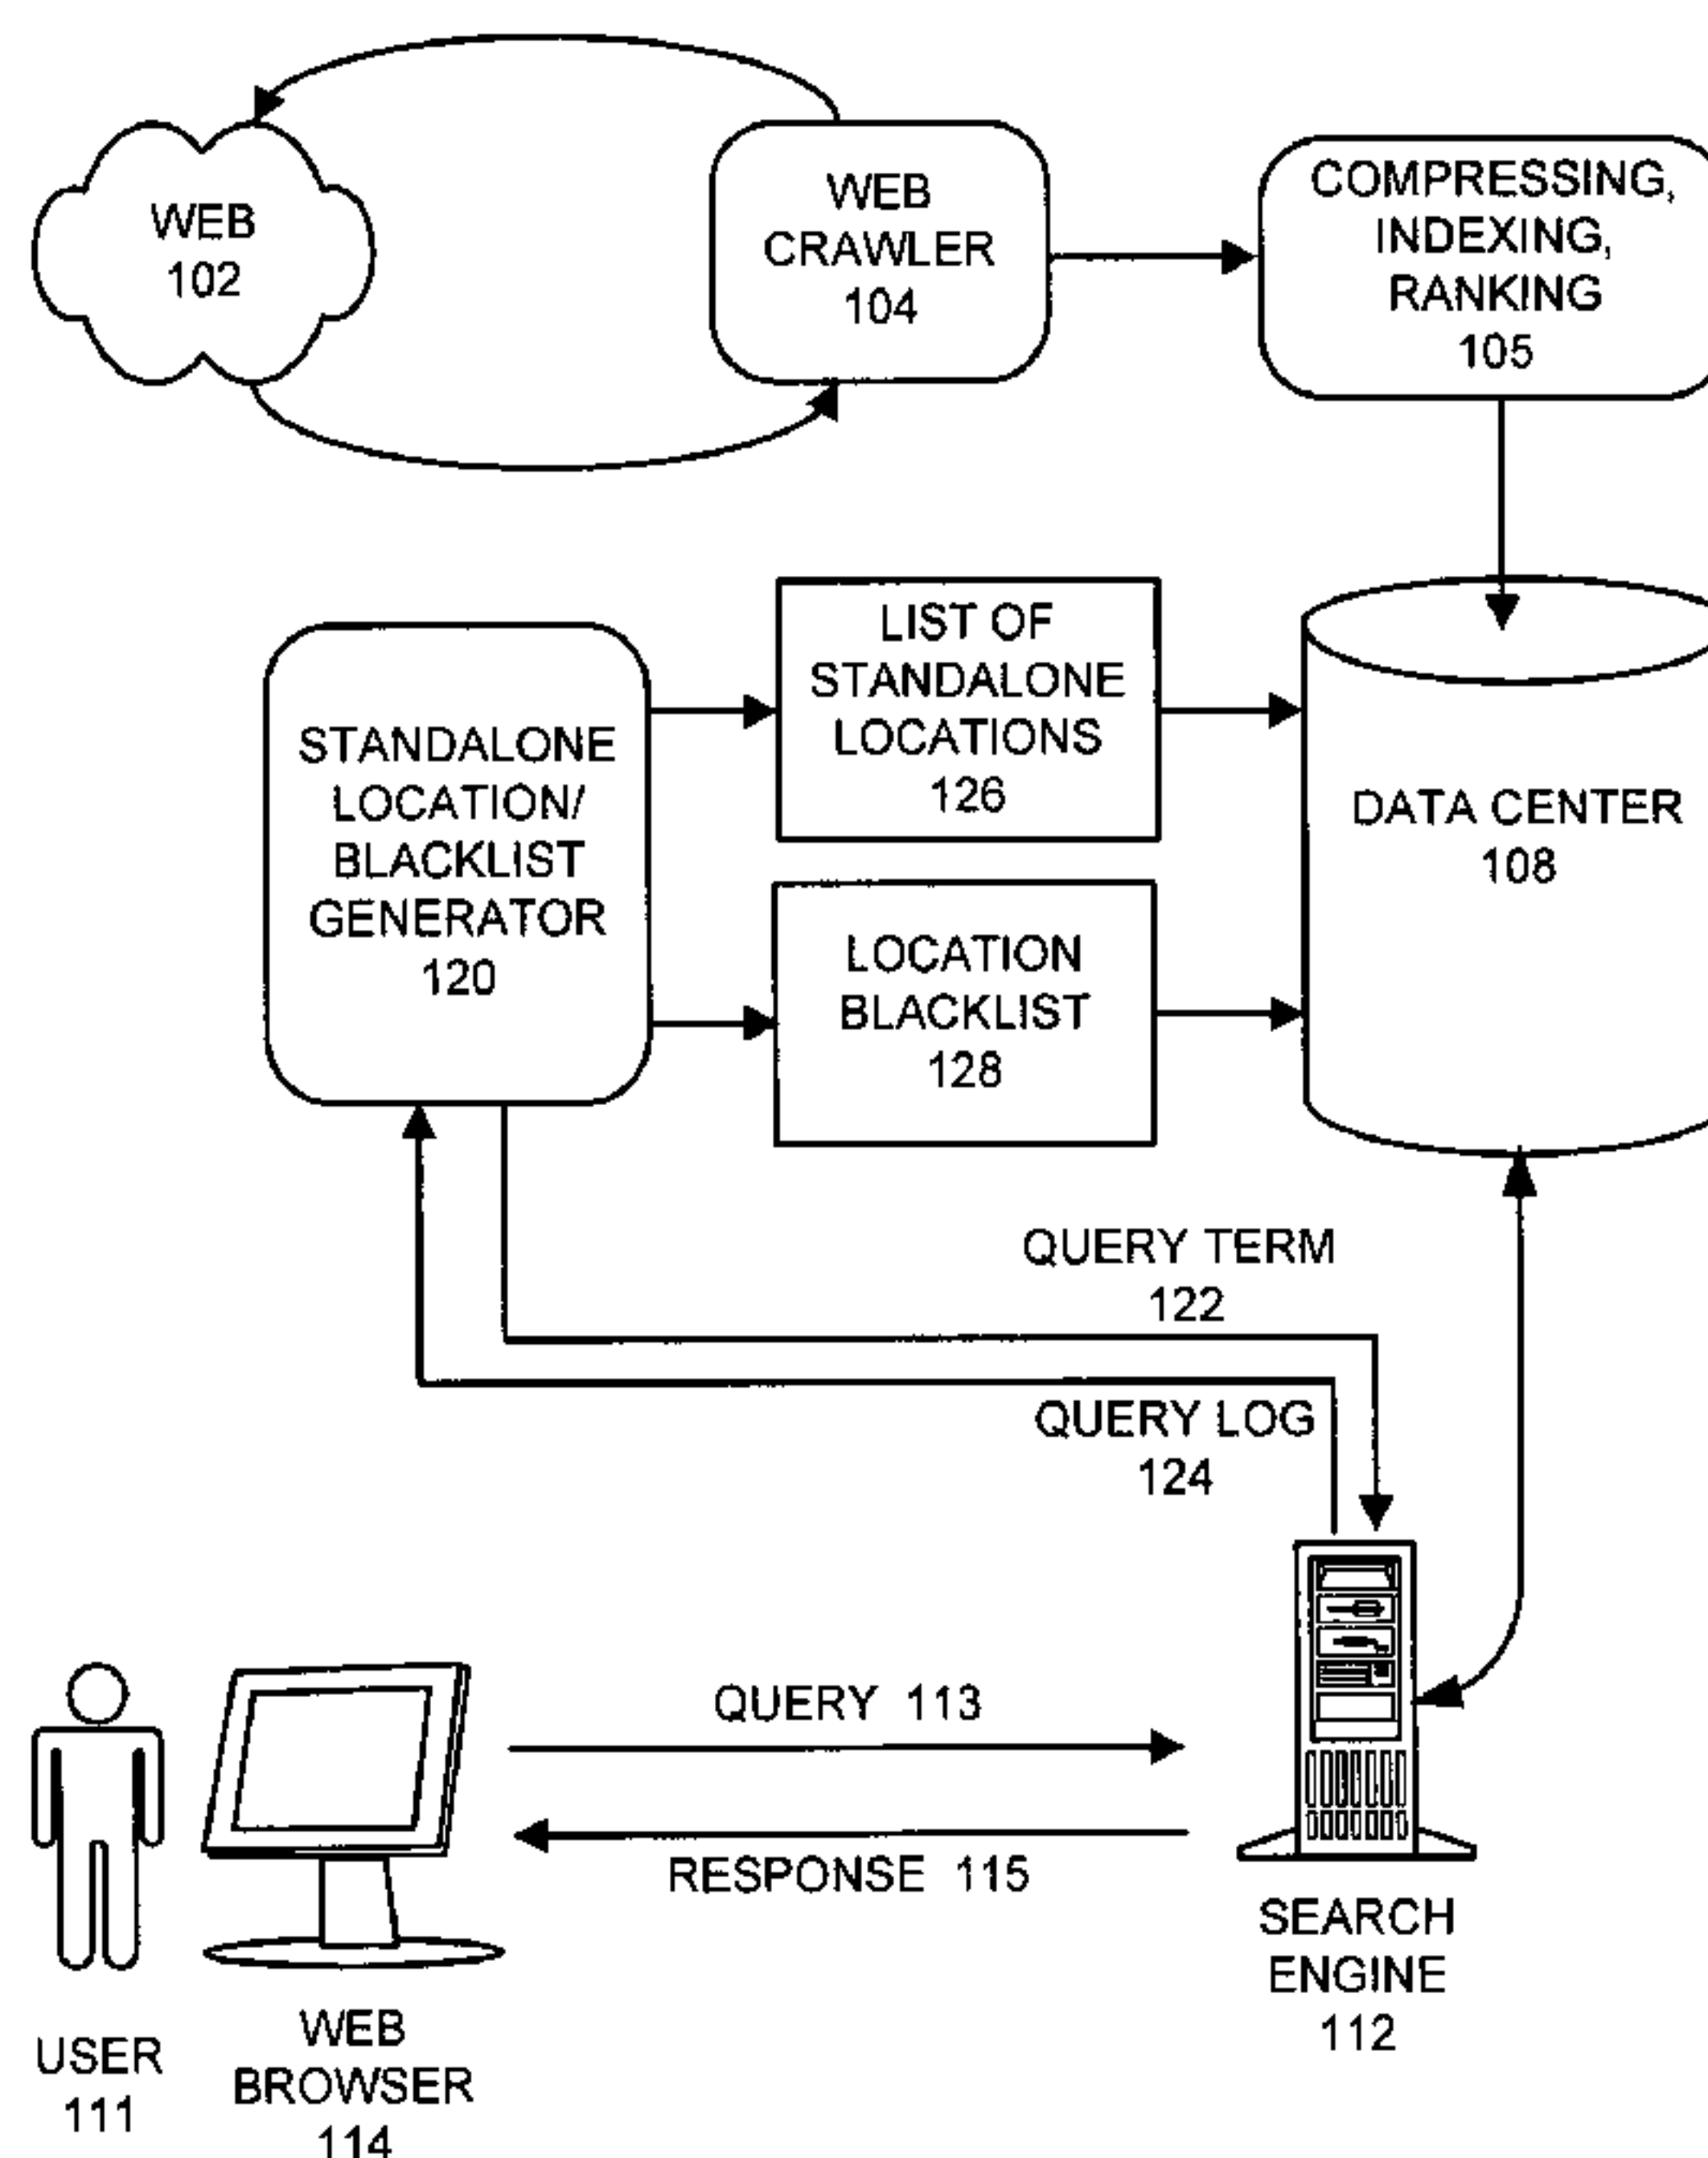 WEB
102
WEB
CRAWLER
104
COMPRESSING,
INDEXING,
RANKING
105
STANDALONE
LOCATION/
BLACKLIST
GENERATOR
120
LIST OF
STANDALONE
LOCATIONS
126
LOCATION
BLACKLIST
128
DATA CENTER
108
QUERY TERM
122
QUERY LOG
124
QUERY 113
RESPONSE 115
SEARCH
ENGINE
112
USER
111
WEB
BROWSER
114